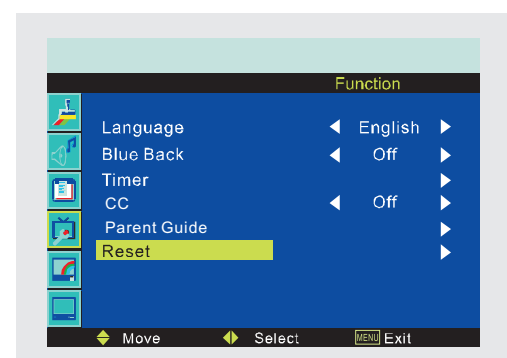 Function
Language English
Blue Back Off
Timer
CC Off
Parent Guide
Reset
Move Select MENU Exit